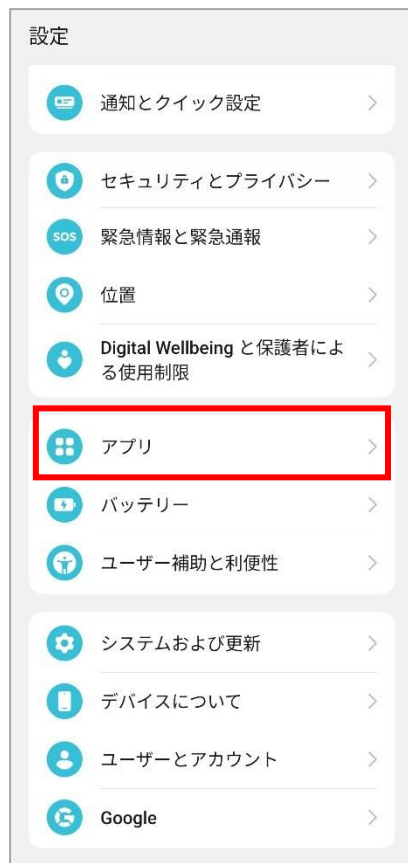 設定
通知とクイック設定
セキュリティとプライバシー
SOS
緊急情報と緊急通報
位置
Digital Wellbeing と保護者によ
る使用制限
アプリ
バッテリー
ユーザー補助と利便性
システムおよび更新
デバイスについて
ユーザーとアカウント
Google